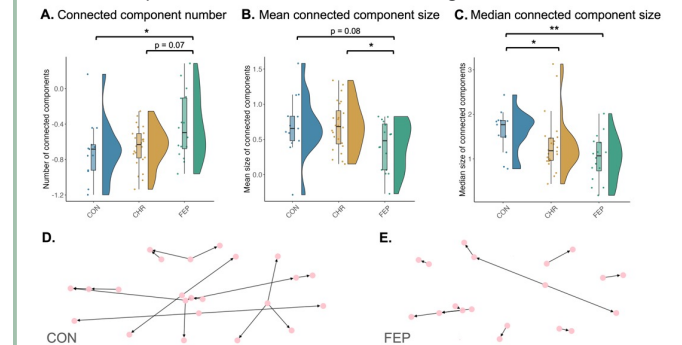 A. Connected component number
B. Mean connected component size
C. Median connected component size
*
p = 0.07
p = 0.08
*
**
*
Number of connected components
0.0
-0.4
-0.8
-1.2
CON
CHR
FEP
Mean size of connected components
1.5
1.0
0.5
0.0
CON
CHR
FEP
Median size of connected components
3
2
1
CON
CHR
FEP
D.
E.
CON
FEP